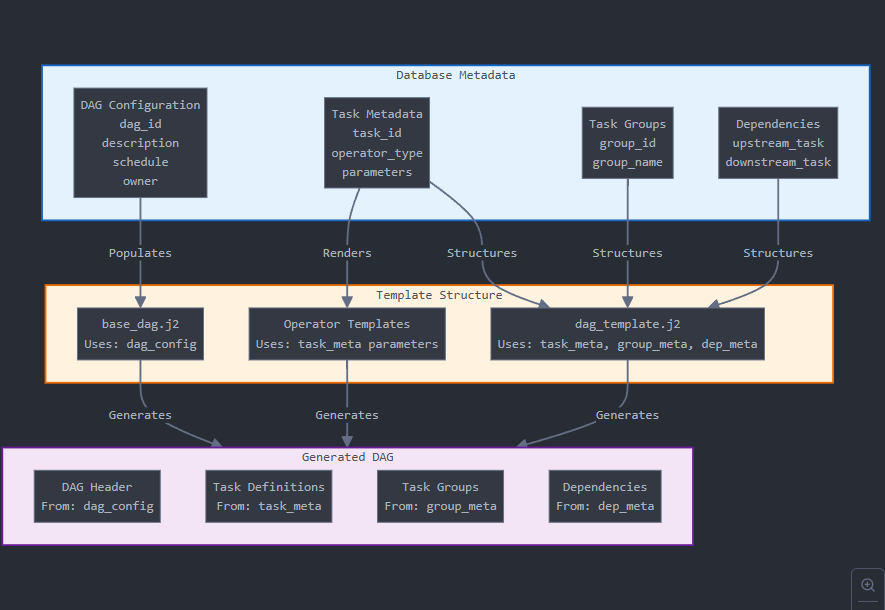 Database Metadata
DAG Configuration
dag_id
description
schedule
owner
Task Metadata
task_id
operator_type
parameters
Task Groups
group_id
group_name
Dependencies
upstream_task
downstream_task
Populates
Renders
Structures
Structures
Structures
Template Structure
base_dag.j2
Uses: dag_config
Operator Templates
Uses: task_meta parameters
dag_template.j2
Uses: task_meta, group_meta, dep_meta
Generates
Generates
Generates
Generated DAG
DAG Header
From: dag_config
Task Definitions
From: task_meta
Task Groups
From: group_meta
Dependencies
From: dep_meta